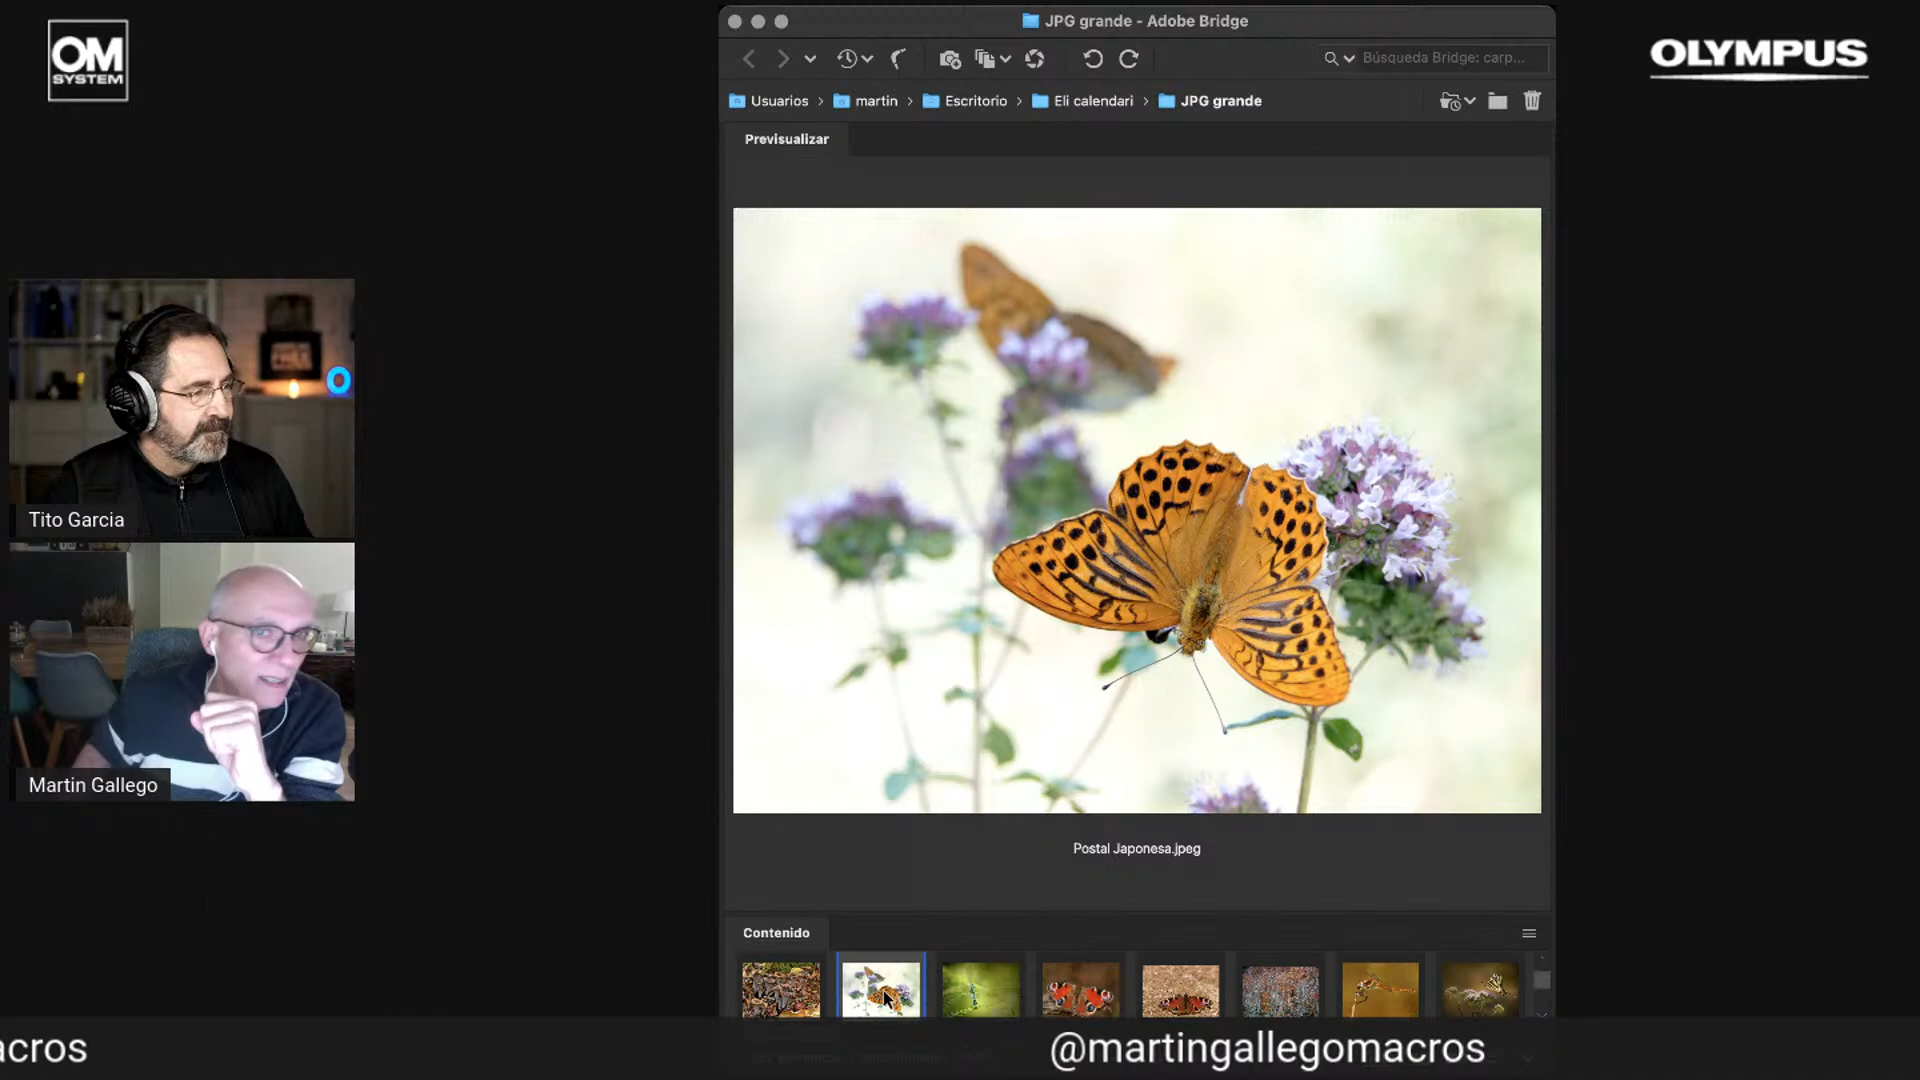 OM
SYSTEM
JPG grande - Adobe Bridge
OLYMPUS
Búsqueda Bridge: carp...
Usuarios > martin > Escritorio > Eli calendari > JPG grande
Previsualizar
Tito Garcia
Martin Gallego
Postal Japonesa.jpeg
Contenido
acros
@martingallegomacros